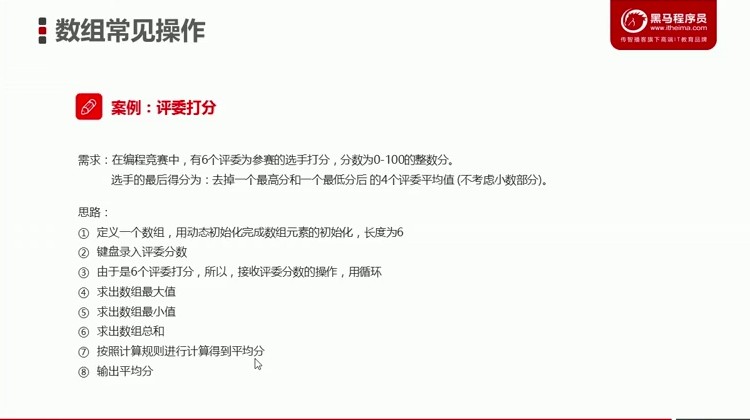 数组常见操作
黑马程序员
www.itheima.com
传智播客旗下高端IT教育品牌
案例：评委打分
需求：在编程竞赛中，有6个评委为参赛的选手打分，分数为0-100的整数分。
选手的最后得分为：去掉一个最高分和一个最低分后 的4个评委平均值 (不考虑小数部分)。
思路：
① 定义一个数组，用动态初始化完成数组元素的初始化，长度为6
② 键盘录入评委分数
③ 由于是6个评委打分，所以，接收评委分数的操作，用循环
④ 求出数组最大值
⑤ 求出数组最小值
⑥ 求出数组总和
⑦ 按照计算规则进行计算得到平均分
⑧ 输出平均分